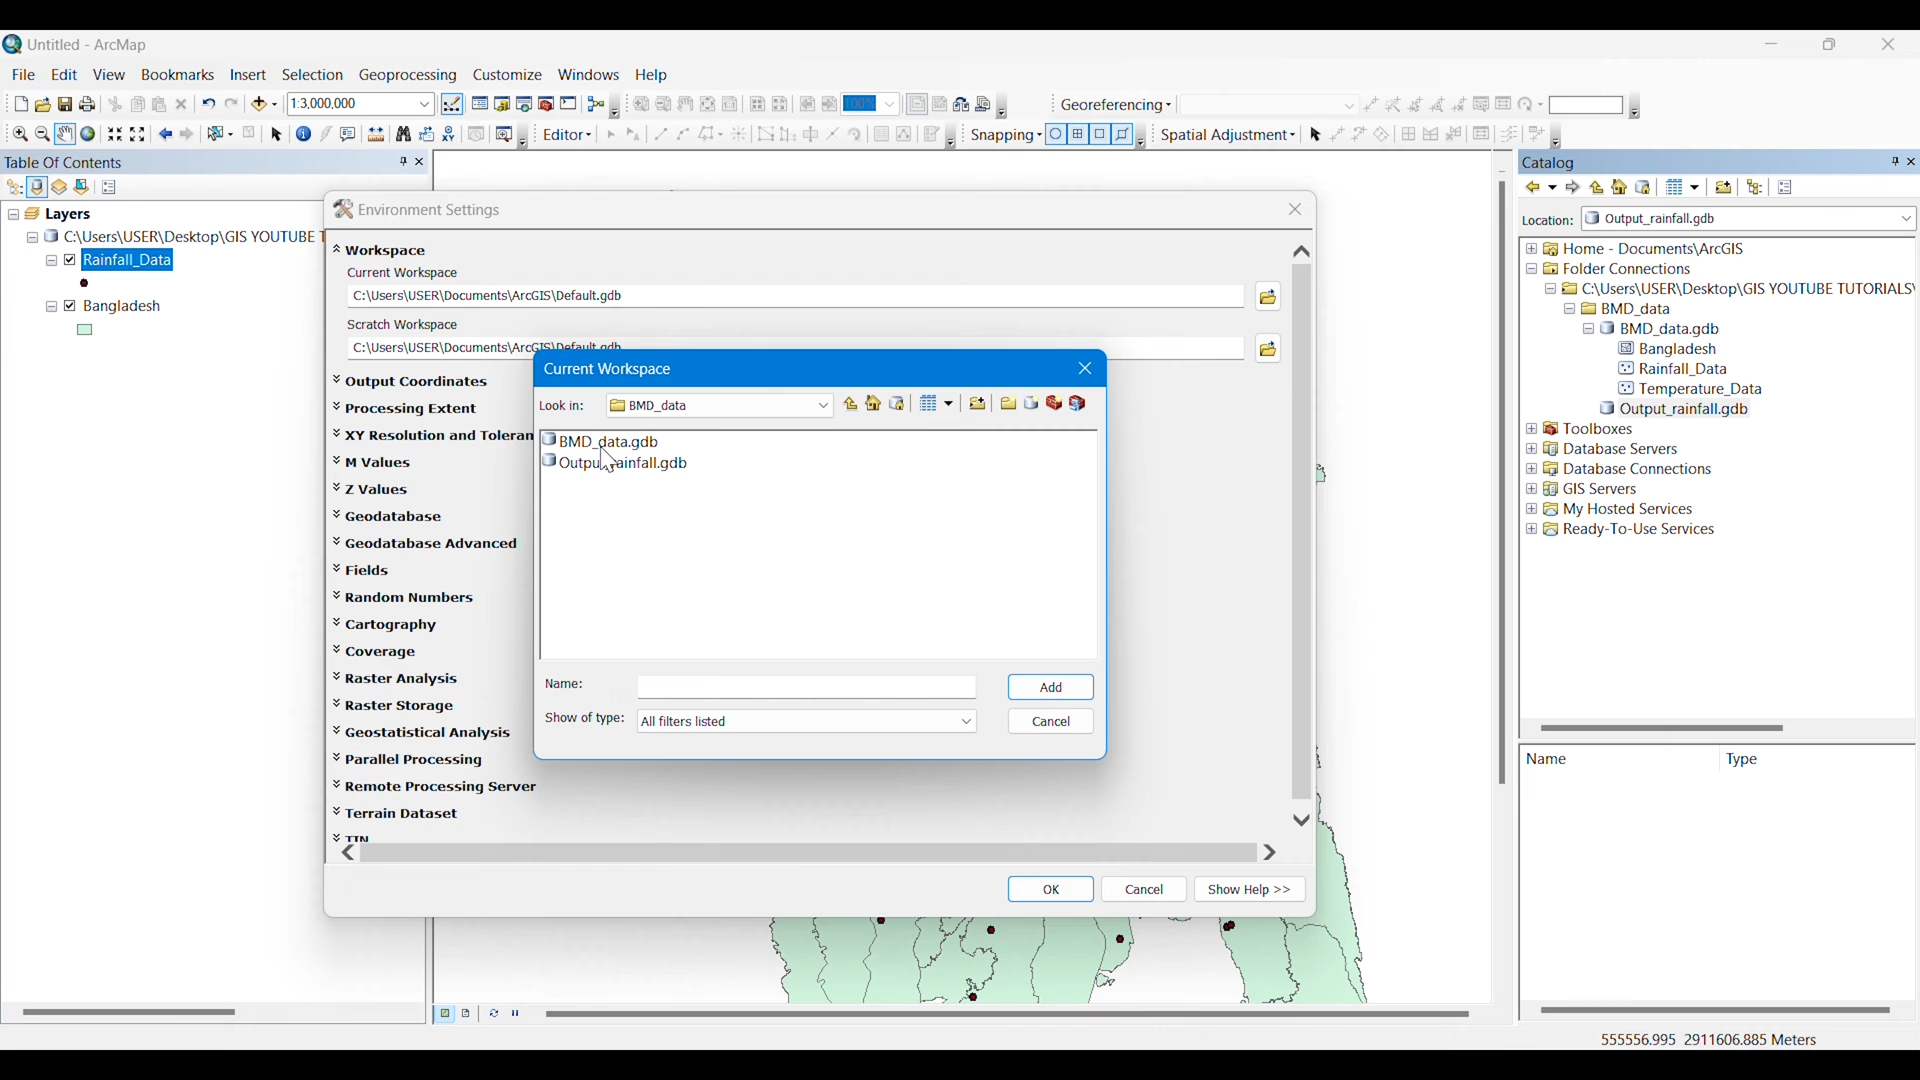 Untitled - ArcMap
File Edit View Bookmarks Insert Selection Geoprocessing Customize Windows Help
1:3,000,000 100% Georeferencing
Editor Snapping Spatial Adjustment
Table Of Contents
Layers
C:\Users\USER\Desktop\GIS YOUTUBE T
Rainfall_Data
Bangladesh
Environment Settings
Workspace
Current Workspace
C:\Users\USER\Documents\ArcGIS\Default.gdb
Scratch Workspace
C:\Users\USER\Documents\ArcGIS\Default.gdb
Output Coordinates
Processing Extent
XY Resolution and Toleran
M Values
Z Values
Geodatabase
Geodatabase Advanced
Fields
Random Numbers
Cartography
Coverage
Raster Analysis
Raster Storage
Geostatistical Analysis
Parallel Processing
Remote Processing Server
Terrain Dataset
TIN
OK Cancel Show Help >>
Current Workspace
Look in: BMD_data
BMD_data.gdb
Output_rainfall.gdb
Name: Add
Show of type: All filters listed Cancel
Catalog
Location: Output_rainfall.gdb
Home - Documents\ArcGIS
Folder Connections
C:\Users\USER\Desktop\GIS YOUTUBE TUTORIALS\
BMD_data
BMD_data.gdb
Bangladesh
Rainfall_Data
Temperature_Data
Output_rainfall.gdb
Toolboxes
Database Servers
Database Connections
GIS Servers
My Hosted Services
Ready-To-Use Services
Name Type
555556.995 2911606.885 Meters